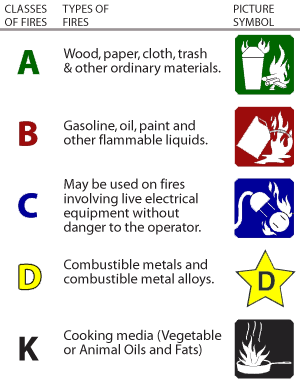 CLASSES OF FIRES
TYPES OF FIRES
PICTURE SYMBOL
A
Wood, paper, cloth, trash
& other ordinary materials.
B
Gasoline, oil, paint and
other flammable liquids.
C
May be used on fires
involving live electrical
equipment without
danger to the operator.
D
Combustible metals and
combustible metal alloys.
D
K
Cooking media (Vegetable
or Animal Oils and Fats)